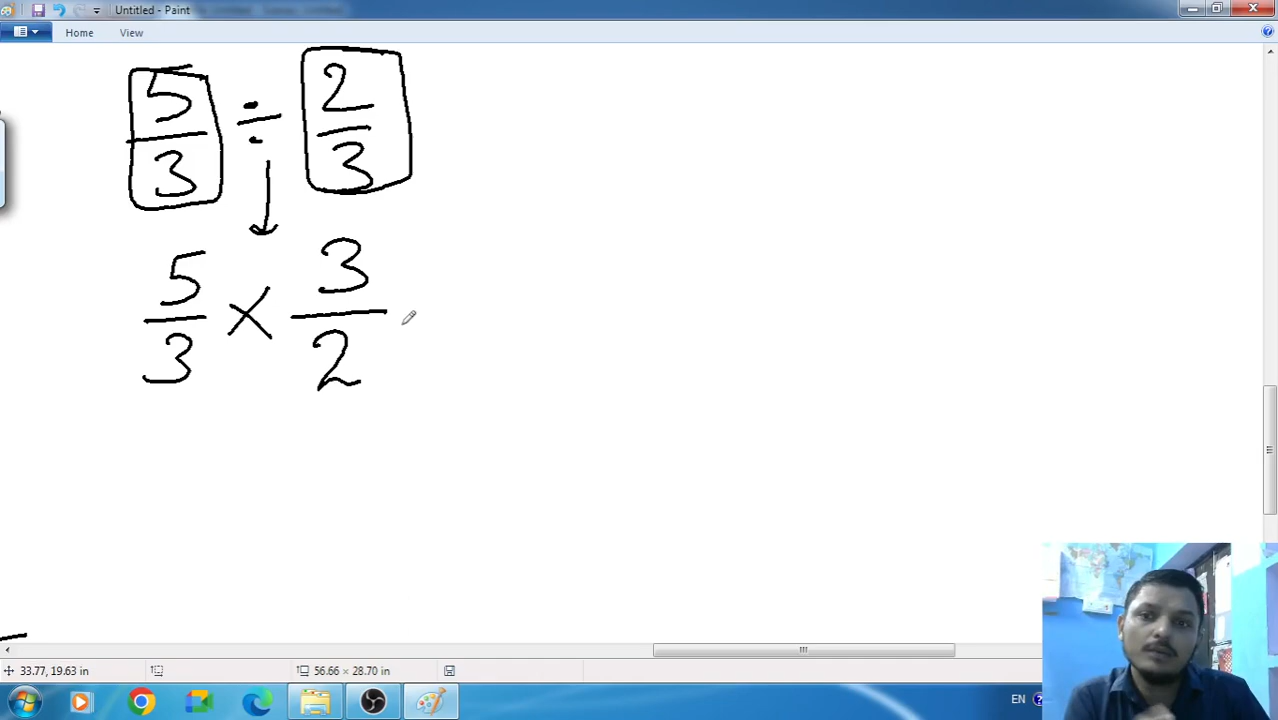 Untitled - Paint
Home View
5/3 ÷ 2/3
5/3 × 3/2
33.77, 19.63 in 56.66 × 28.70 in
EN